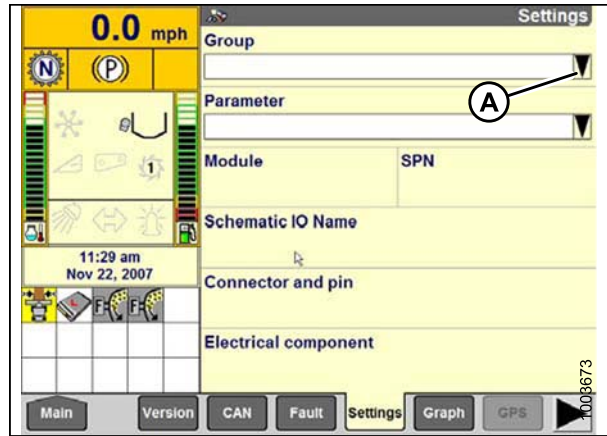 0.0 mph
N
(P)
1
11:29 am
Nov 22, 2007
L
F
F
Settings
Group
A
Parameter
Module
SPN
Schematic IO Name
Connector and pin
Electrical component
Main
Version
CAN
Fault
Settings
Graph
GPS
1003673